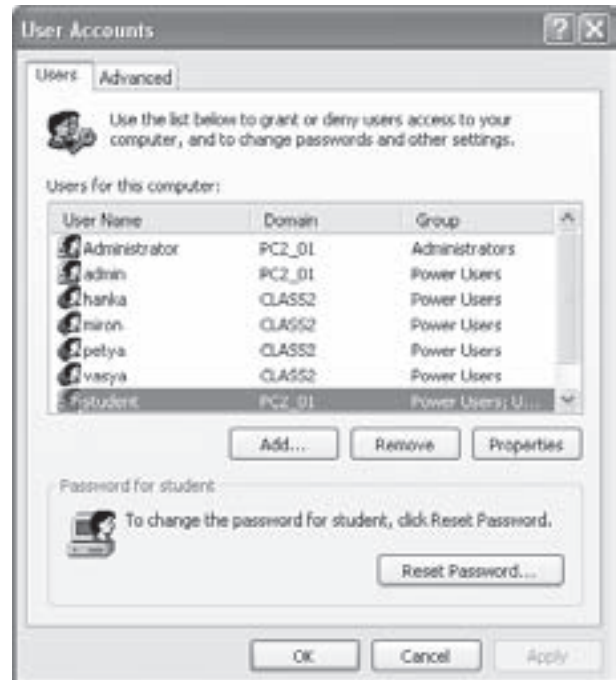 User Accounts
Users Advanced
Use the list below to grant or deny users access to your
computer, and to change passwords and other settings.
Users for this computer:
User Name Domain Group
Administrator PC2_01 Administrators
admin PC2_01 Power Users
hanka CLASS2 Power Users
miron CLASS2 Power Users
petya CLASS2 Power Users
vasya CLASS2 Power Users
student PC2_01 Power Users; U...
Add... Remove Properties
Password for student
To change the password for student, click Reset Password.
Reset Password...
OK Cancel Apply